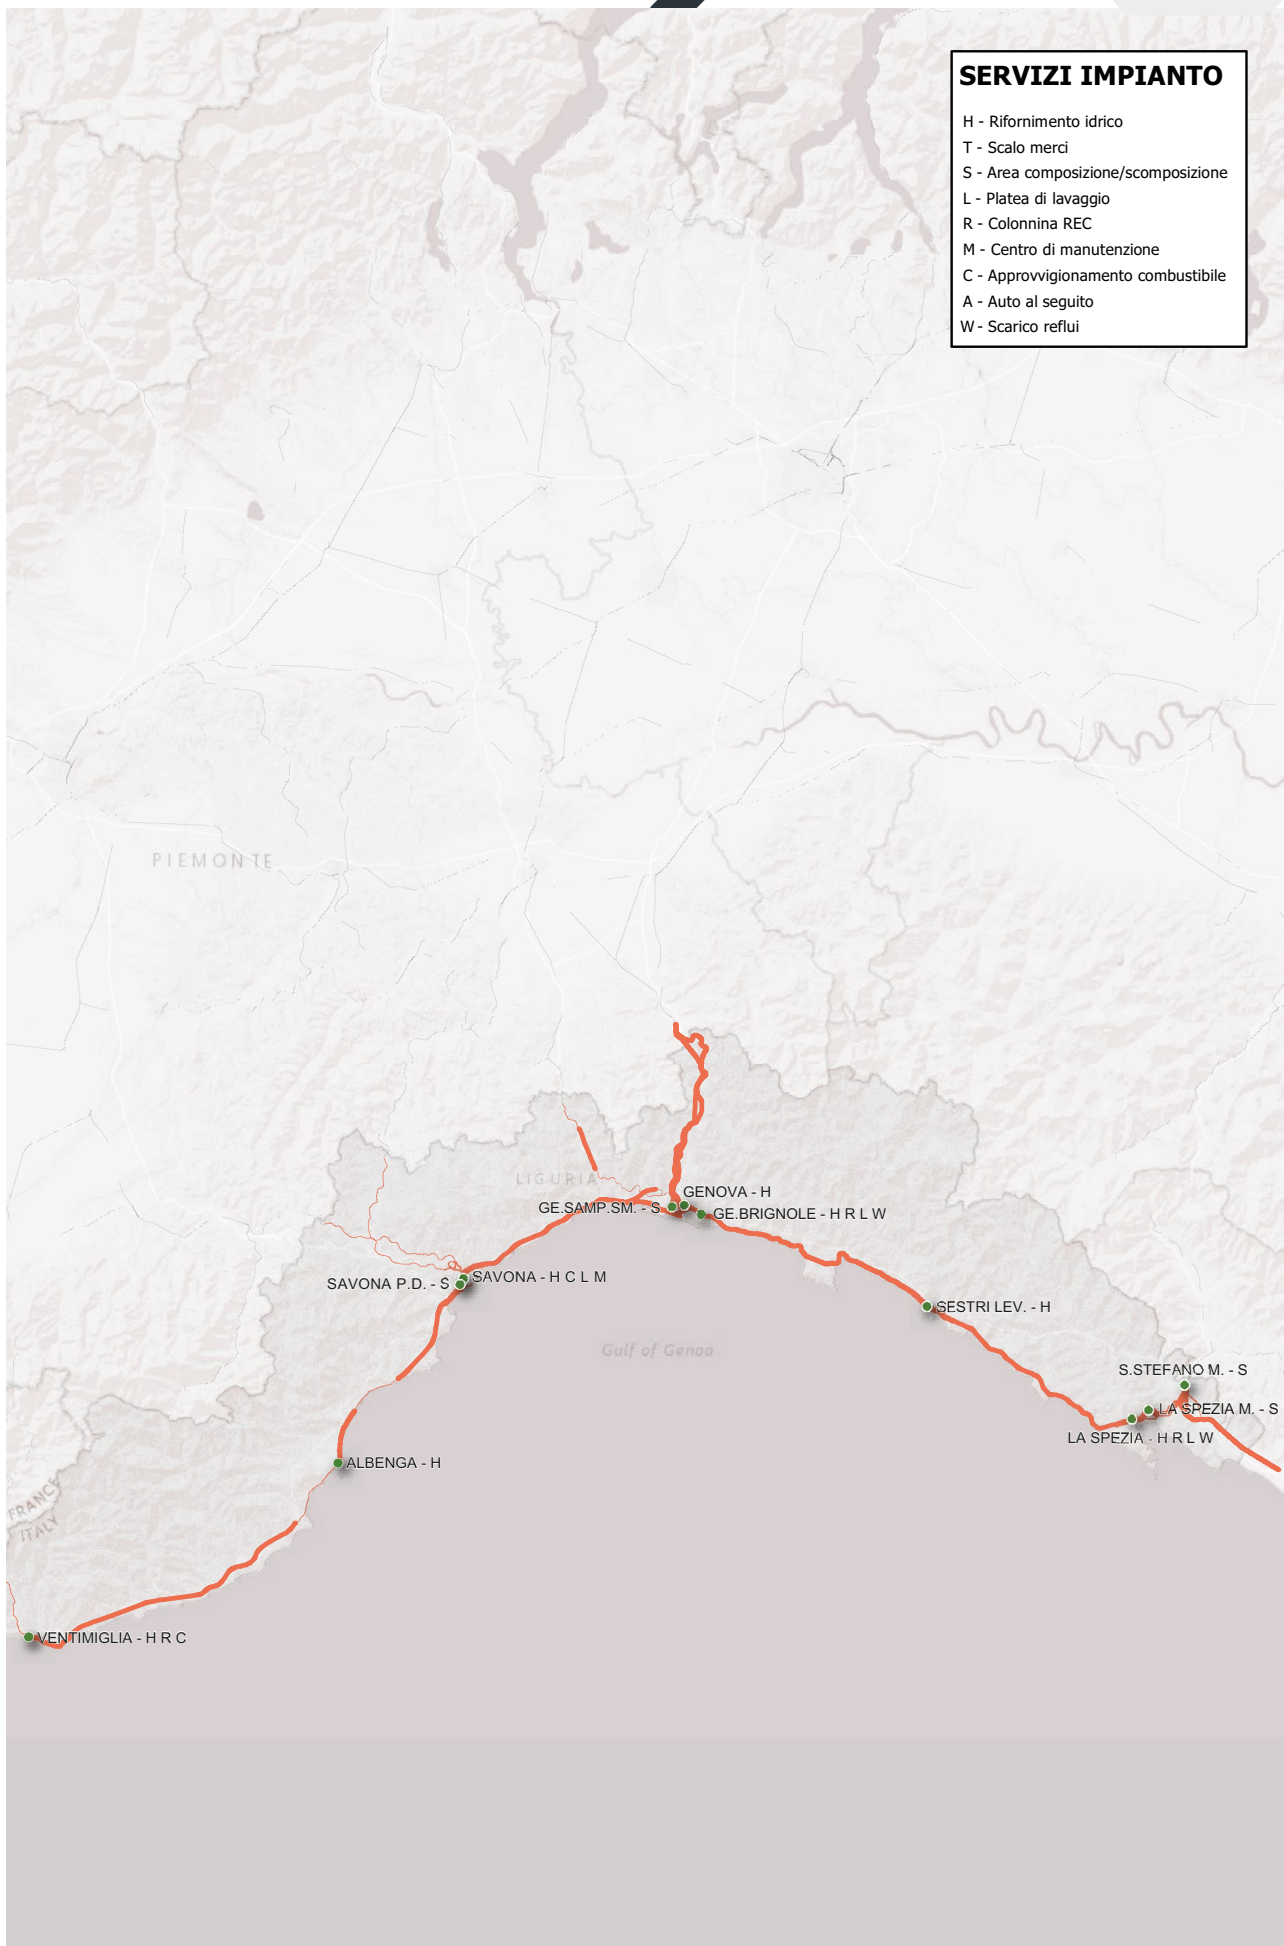 SERVIZI IMPIANTO
H - Rifornimento idrico
T - Scalo merci
S - Area composizione/scomposizione
L - Platea di lavaggio
R - Colonnina REC
M - Centro di manutenzione
C - Approvvigionamento combustibile
A - Auto al seguito
W - Scarico reflui
PIEMONTE
LIGURIA
GENOVA - H
GE.SAMP.SM. - S
GE.BRIGNOLE - H R L W
SAVONA - H C L M
SAVONA P.D. - S
SESTRI LEV. - H
Gulf of Genoa
S.STEFANO M. - S
LA SPEZIA M. - S
LA SPEZIA - H R L W
ALBENGA - H
FRANCE
ITALY
VENTIMIGLIA - H R C